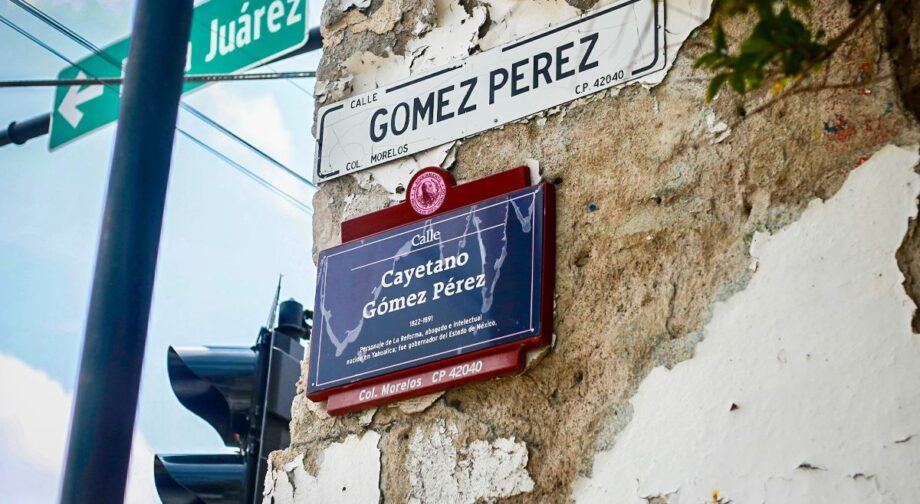 Juárez
CALLE
GOMEZ PEREZ
COL. MORELOS
C.P. 42040
Calle
Cayetano
Gómez Pérez
1822-1891
Personaje de La Reforma, abogado e intelectual
nacido en Yahualica; fue gobernador del Estado de México.
Col. Morelos CP 42040